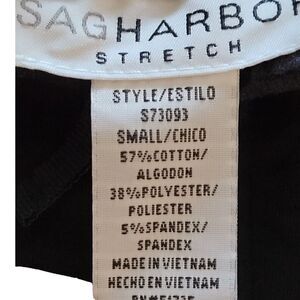 SAGHARBOR
STRETCH
STYLE/ESTILO
S73093
SMALL/CHICO
57%COTTON/
ALGODON
38%POLYESTER/
POLIESTER
5%SPANDEX/
SPANDEX
MADE IN VIETNAM
HECHO EN VIETNAM